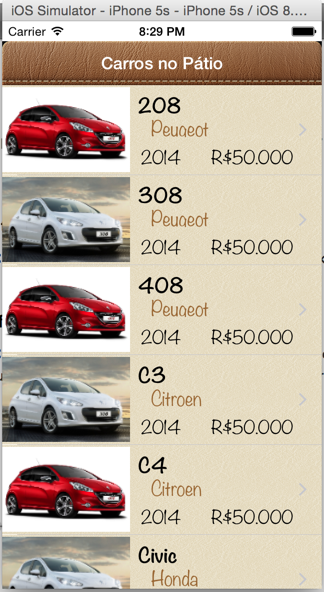 iOS Simulator - iPhone 5s - iPhone 5s / iOS 8....
Carrier 8:29 PM
Carros no Pátio
208
Peugeot
2014 R$50.000
308
Peugeot
2014 R$50.000
408
Peugeot
2014 R$50.000
C3
Citroen
2014 R$50.000
C4
Citroen
2014 R$50.000
Civic
Honda